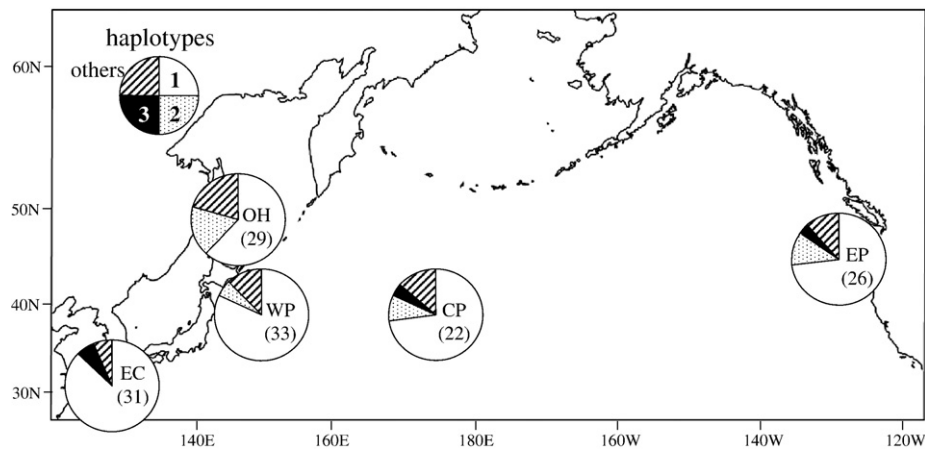 haplotypes
others
1
3
2
60N
50N
40N
30N
OH
(29)
WP
(33)
CP
(22)
EP
(26)
EC
(31)
140E
160E
180E
160W
140W
120W